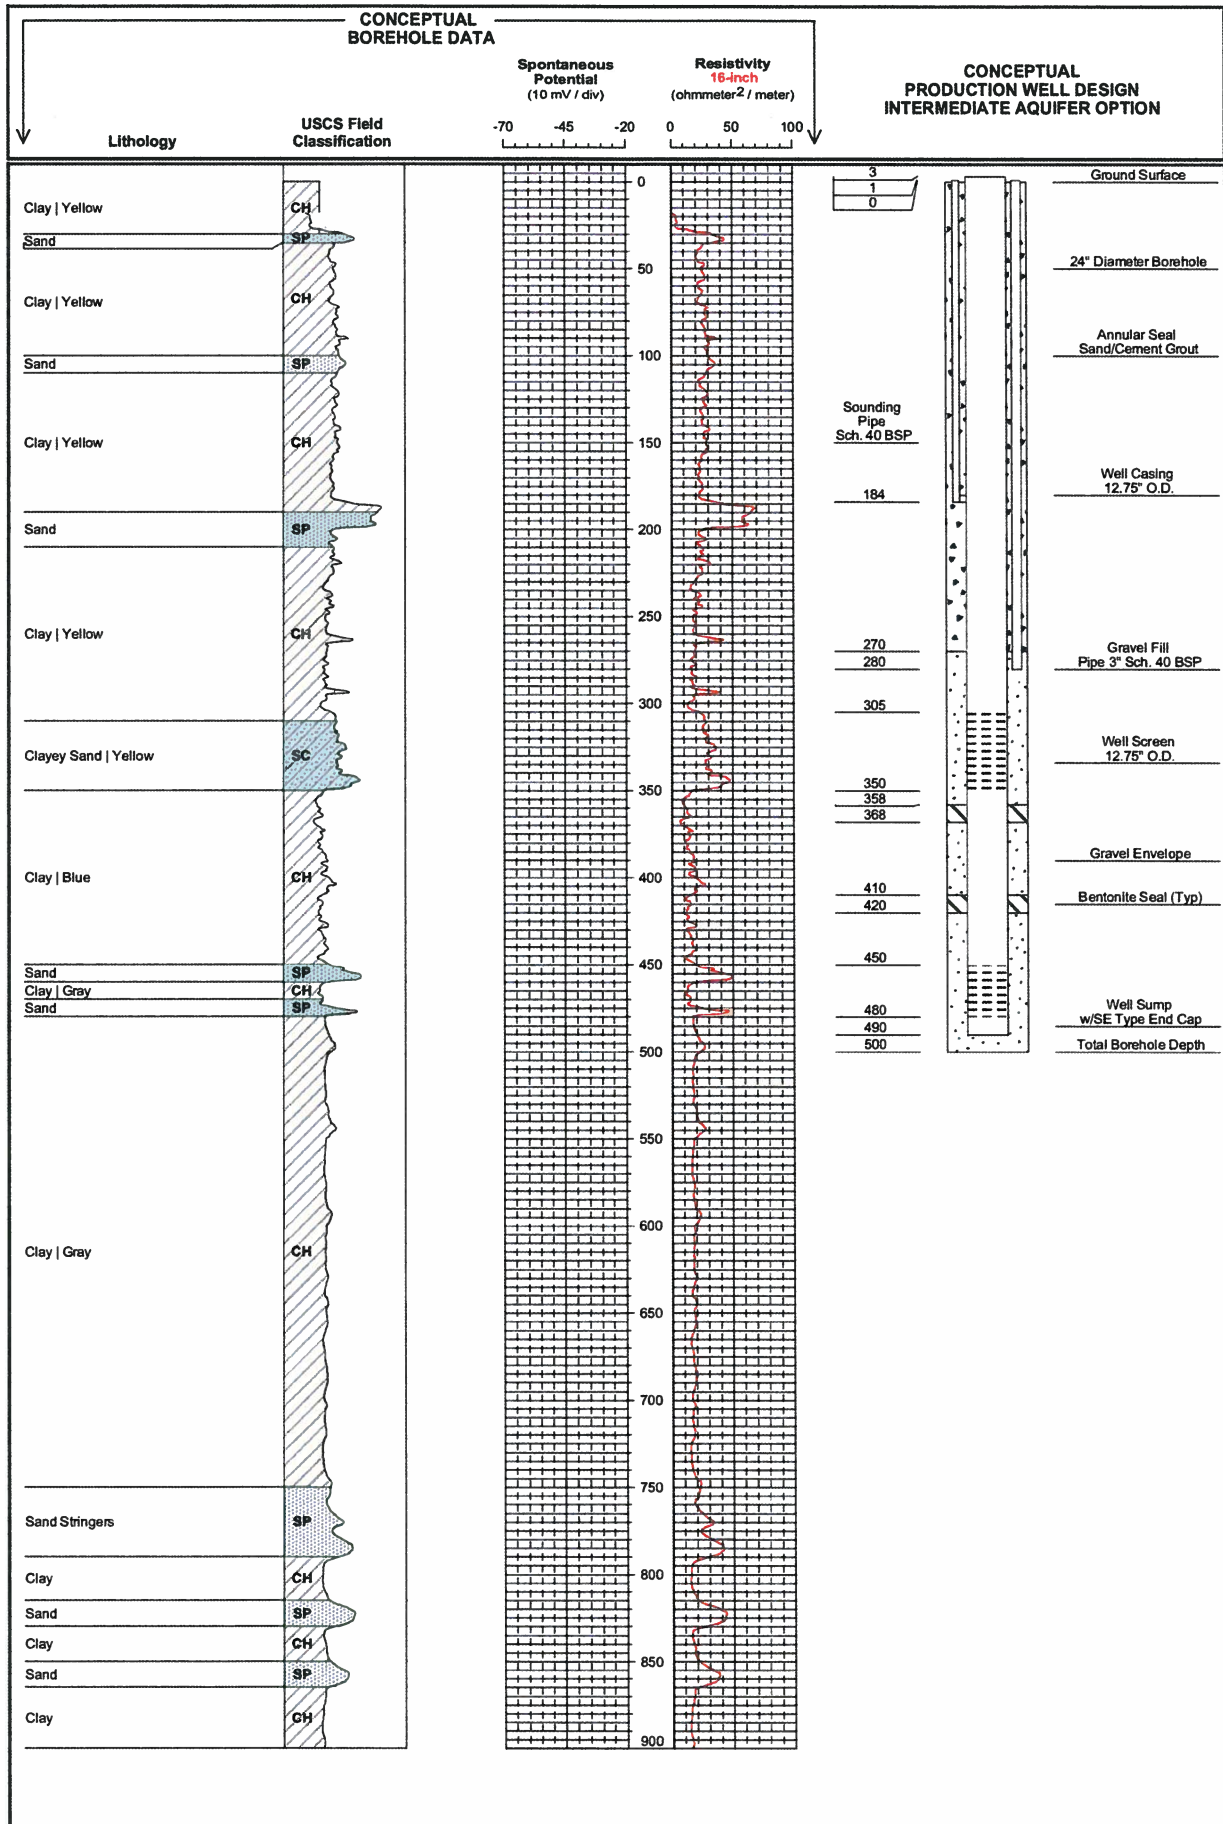 CONCEPTUAL
BOREHOLE DATA
Spontaneous
Potential
(10 mV / div)
Resistivity
16-inch
(ohmmeter2 / meter)
CONCEPTUAL
PRODUCTION WELL DESIGN
INTERMEDIATE AQUIFER OPTION
Lithology
USCS Field
Classification
-70 -45 -20
0 50 100
Clay | Yellow
CH
Sand
SP
Clay | Yellow
CH
Sand
SP
Clay | Yellow
CH
Sand
SP
Clay | Yellow
CH
Clayey Sand | Yellow
SC
Clay | Blue
CH
Sand
SP
Clay | Gray
CH
Sand
SP
Clay | Gray
CH
Sand Stringers
SP
Clay
CH
Sand
SP
Clay
CH
Sand
SP
Clay
CH
0
50
100
150
200
250
300
350
400
450
500
550
600
650
700
750
800
850
900
3
1
0
Sounding
Pipe
Sch. 40 BSP
184
270
280
305
350
358
368
410
420
450
480
490
500
Ground Surface
24" Diameter Borehole
Annular Seal
Sand/Cement Grout
Well Casing
12.75" O.D.
Gravel Fill
Pipe 3" Sch. 40 BSP
Well Screen
12.75" O.D.
Gravel Envelope
Bentonite Seal (Typ)
Well Sump
w/SE Type End Cap
Total Borehole Depth